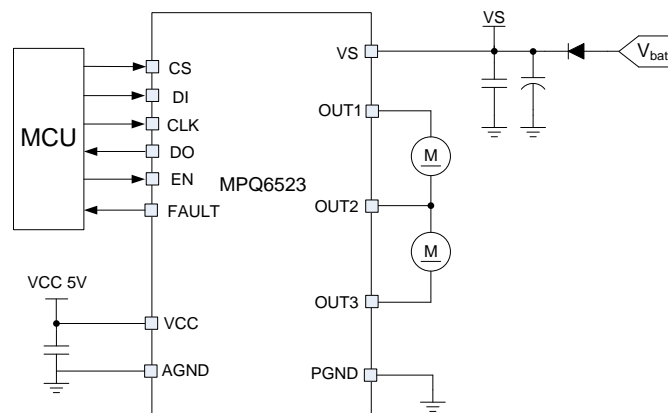 VS
VS
V_bat
CS
DI
OUT1
CLK
MCU
DO
M
MPQ6523
EN
OUT2
FAULT
M
VCC 5V
OUT3
VCC
AGND
PGND